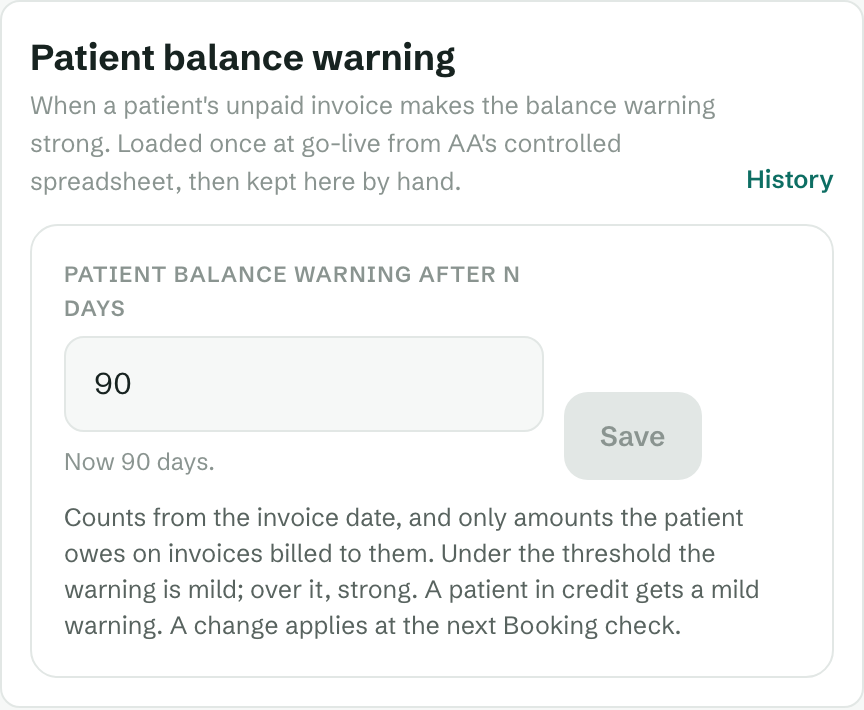 Patient balance warning
When a patient's unpaid invoice makes the balance warning
strong. Loaded once at go-live from AA's controlled
spreadsheet, then kept here by hand.
History
PATIENT BALANCE WARNING AFTER N
DAYS
90
Save
Now 90 days.
Counts from the invoice date, and only amounts the patient
owes on invoices billed to them. Under the threshold the
warning is mild; over it, strong. A patient in credit gets a mild
warning. A change applies at the next Booking check.